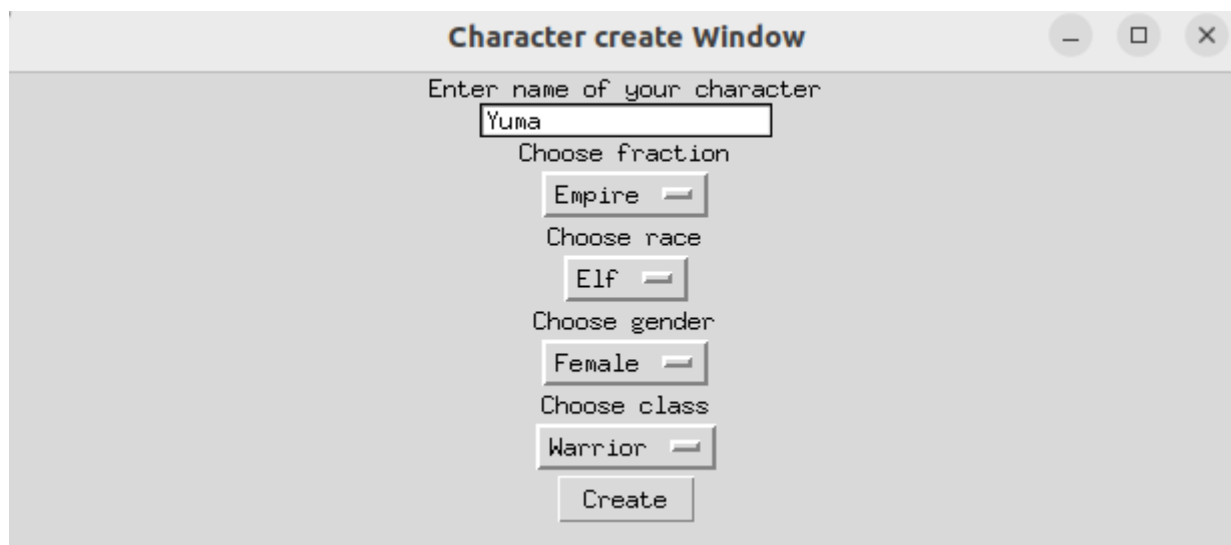 Character create Window
Enter name of your character
Yuma
Choose fraction
Empire
Choose race
Elf
Choose gender
Female
Choose class
Warrior
Create